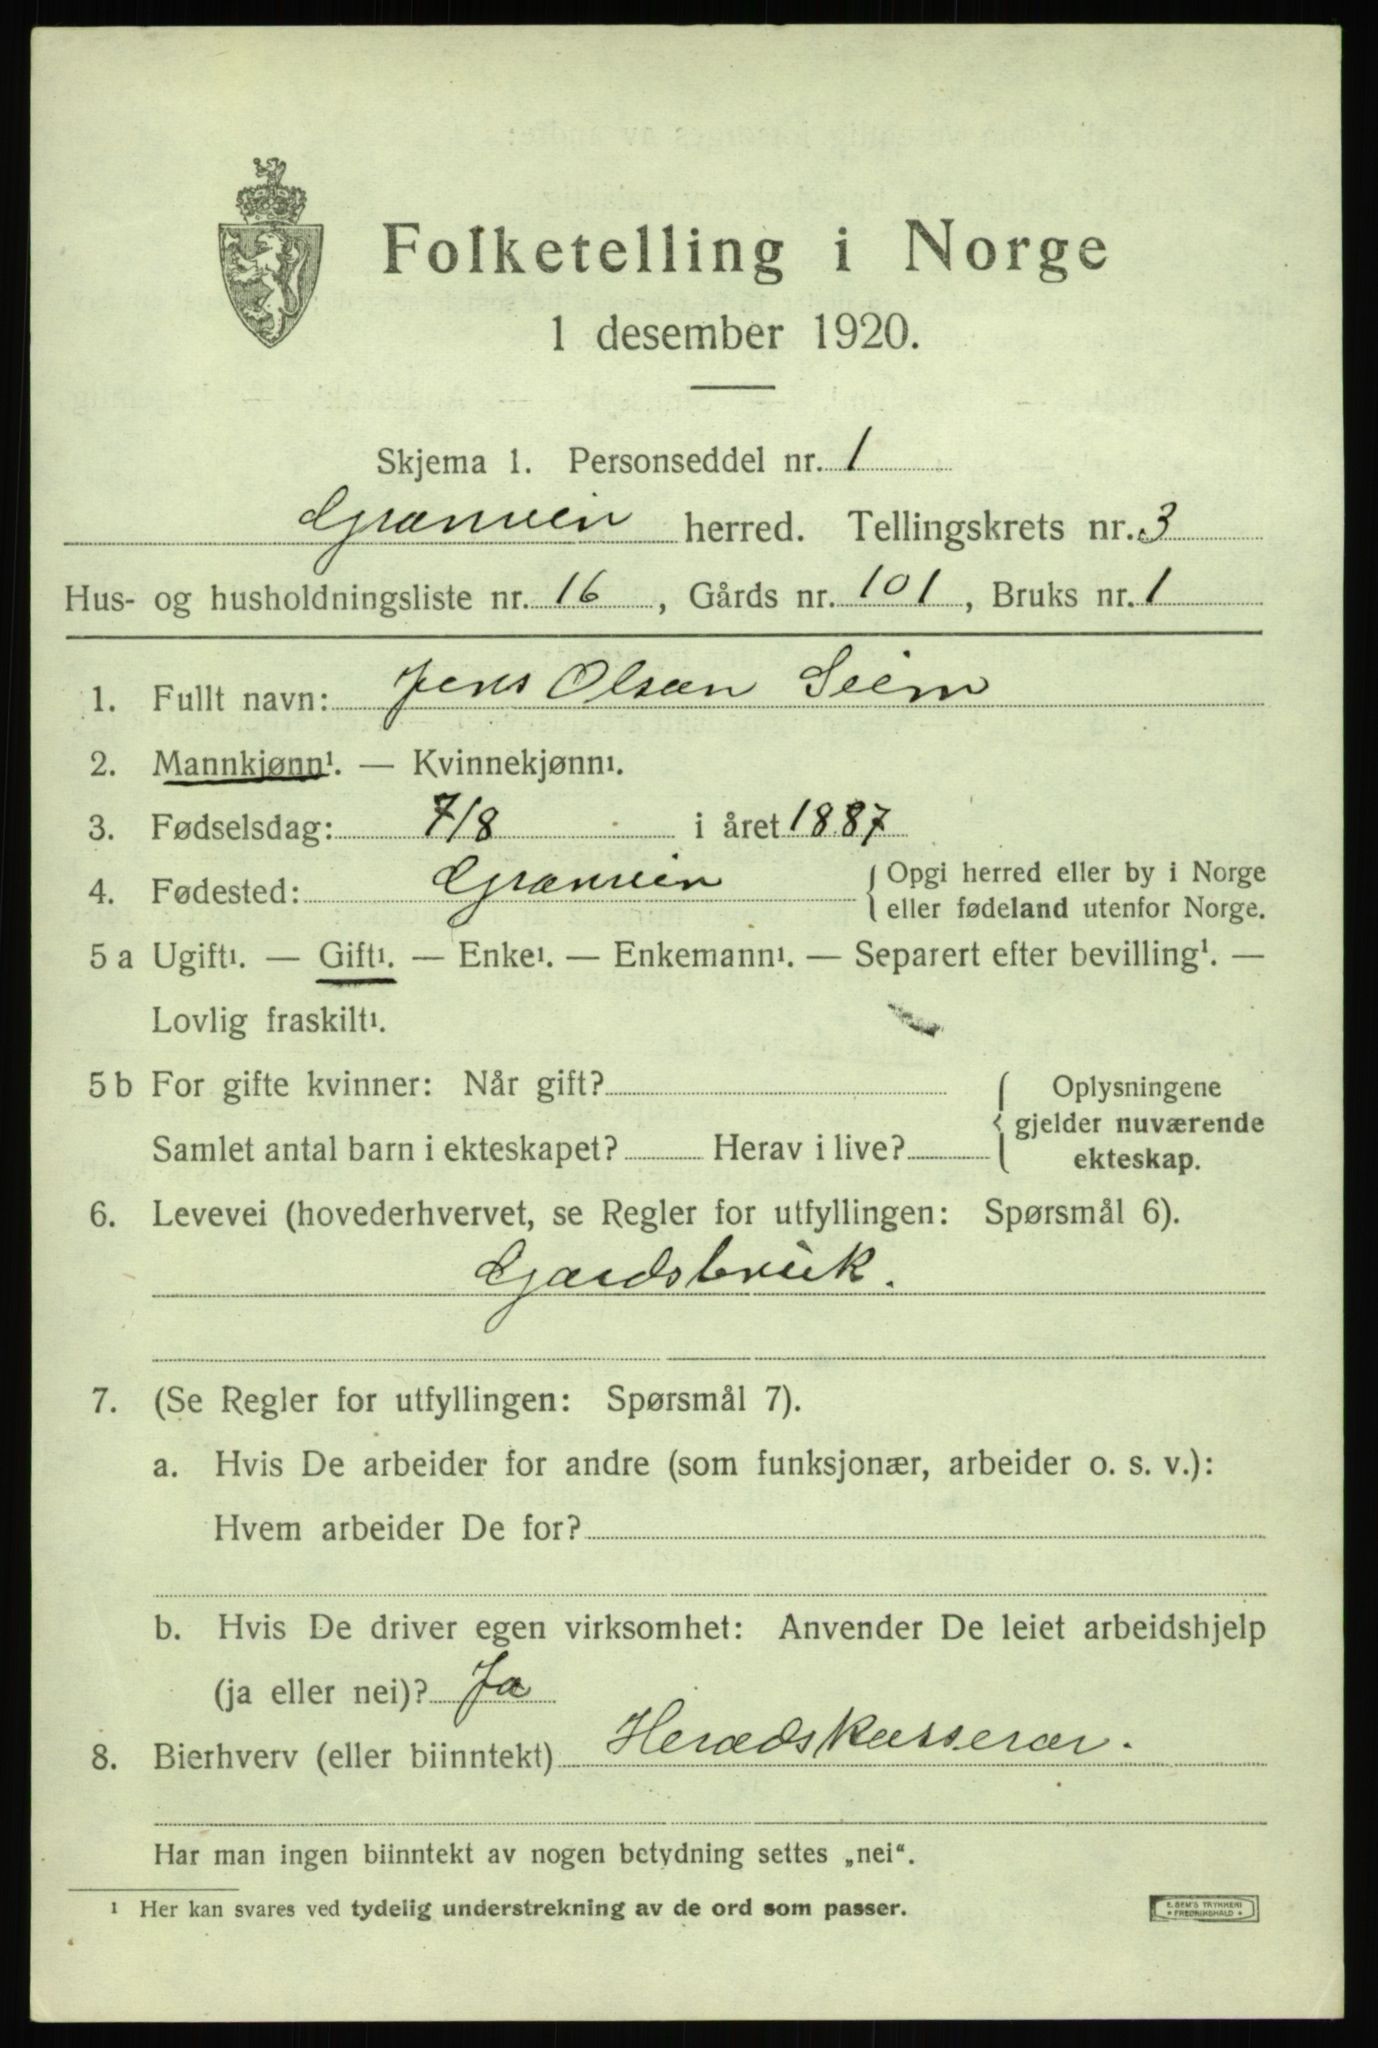 Folketelling i Norge
1 desember 1920.
Skjema 1. Personseddel nr. 1
Granvin herred. Tellingskrets nr. 3
Hus- og husholdningsliste nr. 16, Gårds nr. 101, Bruks nr. 1
1. Fullt navn: Jens Olsen Seim
2. Mannkjønn¹. — Kvinnekjønn¹.
3. Fødselsdag: 7/8 i året 1887
4. Fødested: Granvin { Opgi herred eller by i Norge
eller fødeland utenfor Norge.
5 a Ugift¹. — Gift¹. — Enke¹. — Enkemann¹. — Separert efter bevilling¹. —
Lovlig fraskilt¹.
5 b For gifte kvinner: Når gift?
Samlet antal barn i ekteskapet? Herav i live?
{ Oplysningene
gjelder nuværende
ekteskap.
6. Levevei (hovederhvervet, se Regler for utfyllingen: Spørsmål 6).
Gardsbruk.
7. (Se Regler for utfyllingen: Spørsmål 7).
a. Hvis De arbeider for andre (som funksjonær, arbeider o. s. v.):
Hvem arbeider De for?
b. Hvis De driver egen virksomhet: Anvender De leiet arbeidshjelp
(ja eller nei)? Ja
8. Bierhverv (eller biinntekt) Heradskasserar.
Har man ingen biinntekt av nogen betydning settes „nei“.
¹ Her kan svares ved tydelig understrekning av de ord som passer.
E. SEM'S TRYKKERI
* FREDRIKSHALD *